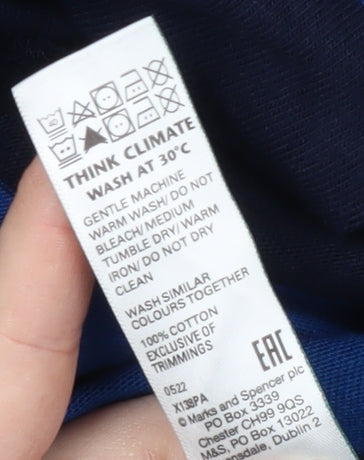 THINK CLIMATE
WASH AT 30°C
GENTLE MACHINE
WARM WASH/DO NOT
BLEACH/MEDIUM
TUMBLE DRY/WARM
IRON/DO NOT DRY
CLEAN
WASH SIMILAR
COLOURS TOGETHER
100% COTTON
EXCLUSIVE OF
TRIMMINGS
EAC
0522
X138PA
© Marks and Spencer plc
PO Box 3339
Chester CH99 9QS
M&S, PO Box 13022
Dublin 2